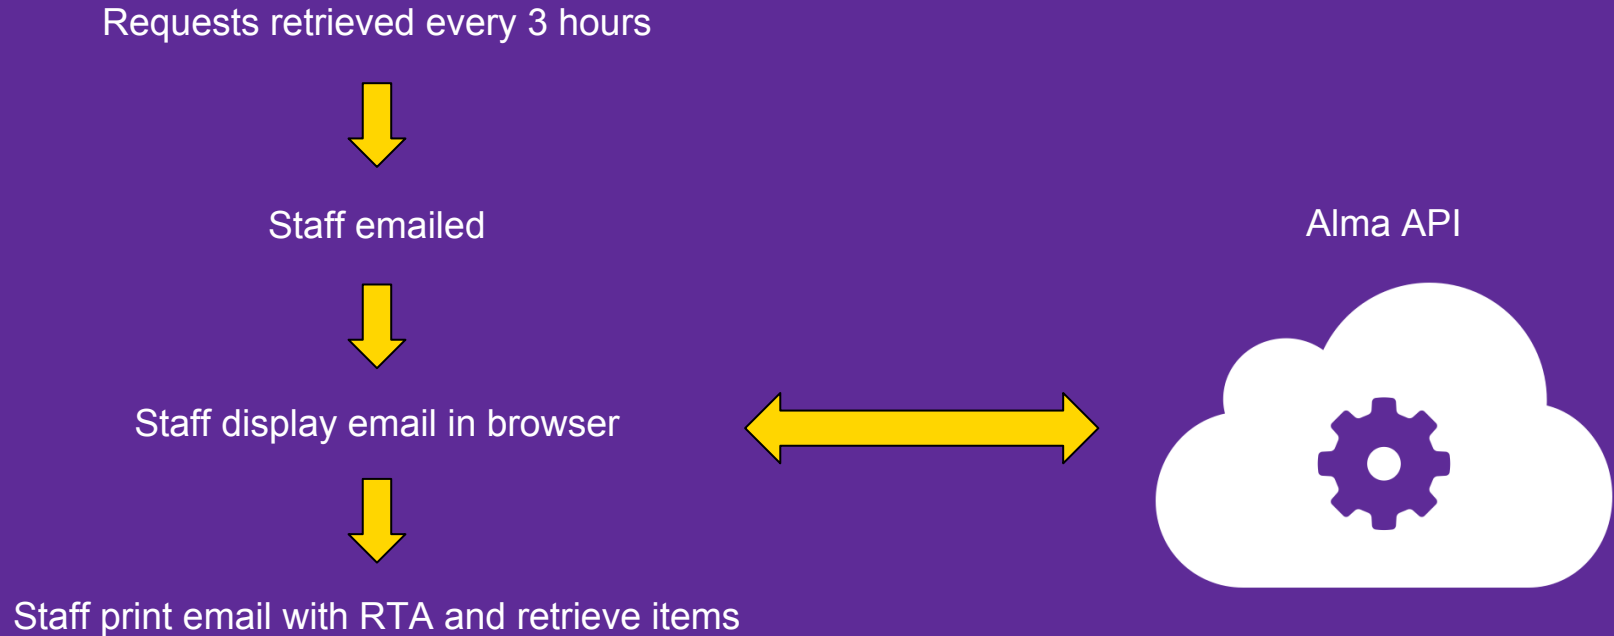 Requests retrieved every 3 hours
Staff emailed
Alma API
Staff display email in browser
Staff print email with RTA and retrieve items